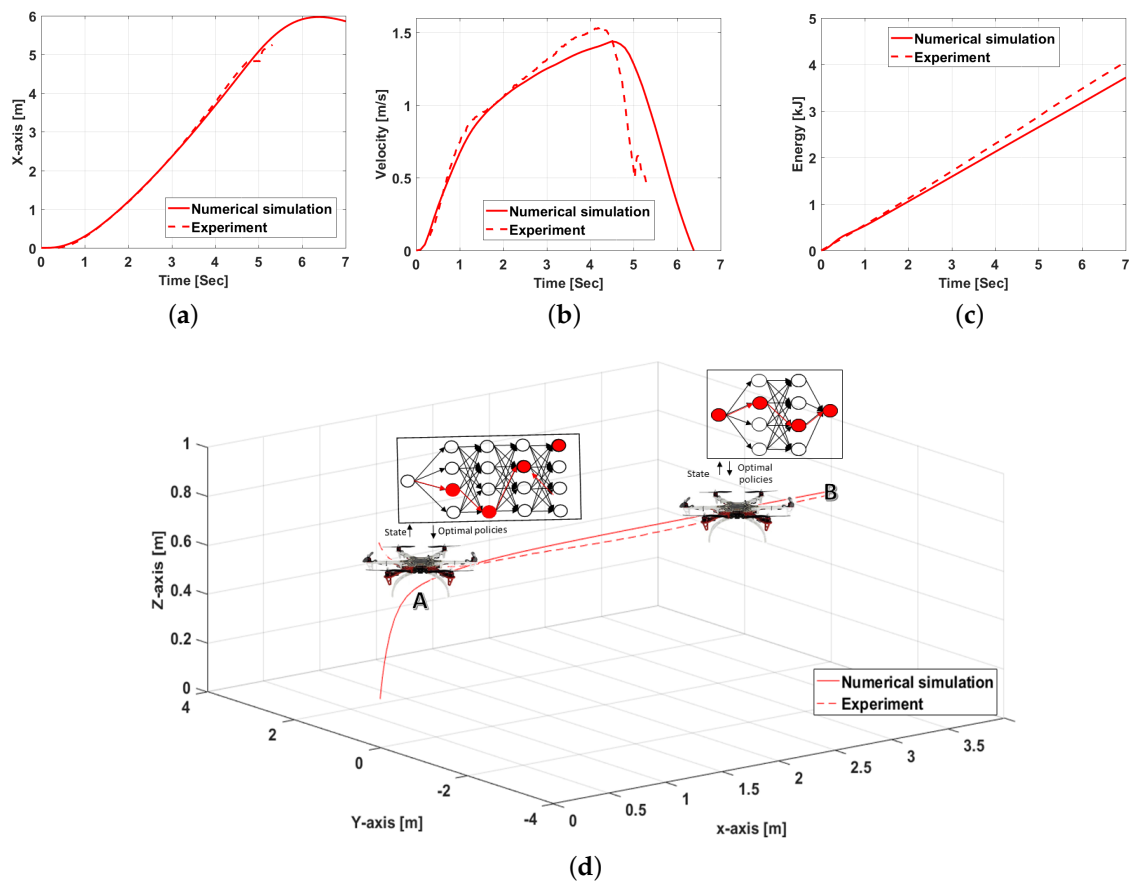 6
5
4
3
2
1
0
X-axis [m]
Numerical simulation
Experiment
0 1 2 3 4 5 6 7
Time [Sec]
(a)
1.5
1
0.5
0
Velocity [m/s]
Numerical simulation
Experiment
0 1 2 3 4 5 6 7
Time [Sec]
(b)
5
4
3
2
1
0
Energy [kJ]
Numerical simulation
Experiment
0 1 2 3 4 5 6 7
Time [Sec]
(c)
1
0.8
0.6
0.4
0.2
0
Z-axis [m]
State
Optimal policies
A
State
Optimal
policies
B
Numerical simulation
Experiment
4
2
0
-2
-4
Y-axis [m]
0 0.5 1 1.5 2 2.5 3 3.5
x-axis [m]
(d)